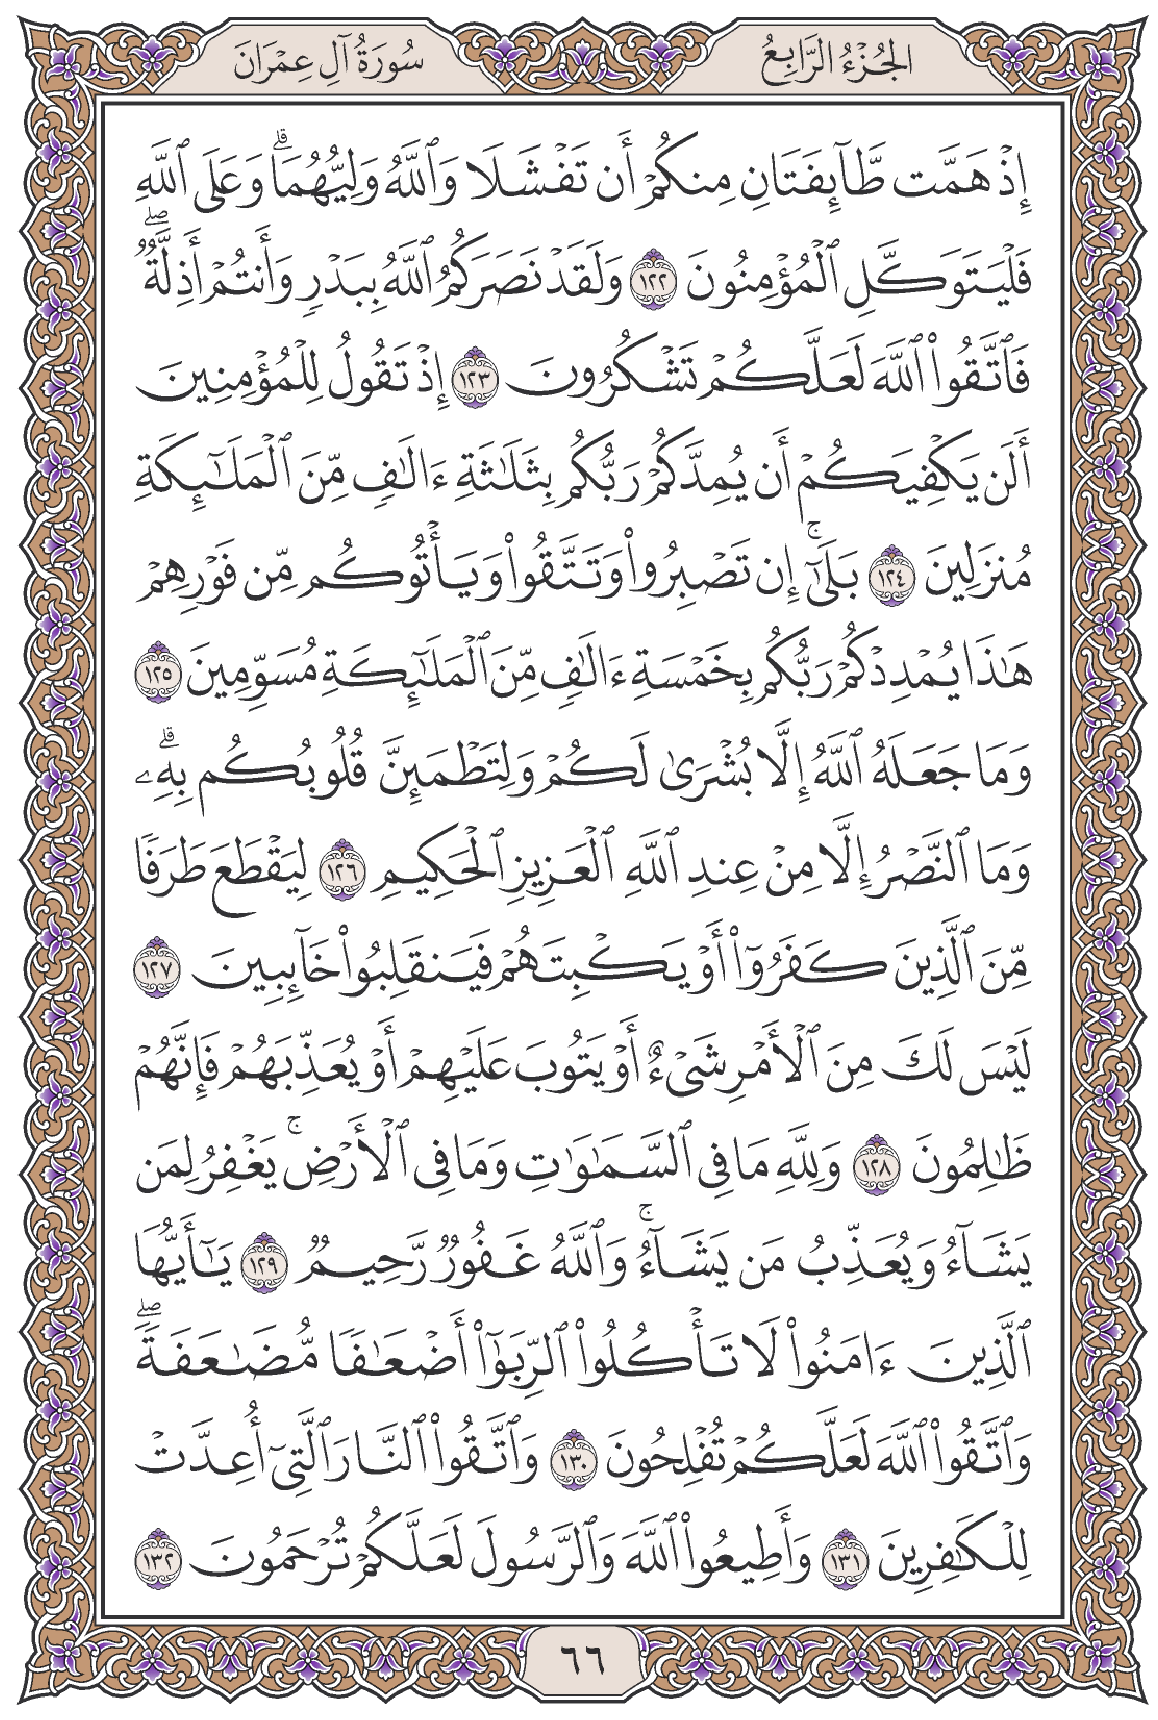 الجُزْءُ الرَّابِعُ
سُورَةُ آلِ عِمْرَانَ
إِذْ هَمَّت طَّآئِفَتَانِ مِنكُمْ أَن تَفْشَلَا وَٱللَّهُ وَلِيُّهُمَاۗ وَعَلَى ٱللَّهِ
فَلْيَتَوَكَّلِ ٱلْمُؤْمِنُونَ ١٢٢ وَلَقَدْ نَصَرَكُمُ ٱللَّهُ بِبَدْرٍ وَأَنتُمْ أَذِلَّةٌۖ
فَٱتَّقُوا۟ ٱللَّهَ لَعَلَّكُمْ تَشْكُرُونَ ١٢٣ إِذْ تَقُولُ لِلْمُؤْمِنِينَ
أَلَن يَكْفِيَكُمْ أَن يُمِدَّكُمْ رَبُّكُم بِثَلَٰثَةِ ءَالَٰفٍ مِّنَ ٱلْمَلَٰٓئِكَةِ
مُنزَلِينَ ١٢٤ بَلَىٰٓۚ إِن تَصْبِرُوا۟ وَتَتَّقُوا۟ وَيَأْتُوكُم مِّن فَوْرِهِمْ
هَٰذَا يُمْدِدْكُمْ رَبُّكُم بِخَمْسَةِ ءَالَٰفٍ مِّنَ ٱلْمَلَٰٓئِكَةِ مُسَوِّمِينَ ١٢٥
وَمَا جَعَلَهُ ٱللَّهُ إِلَّا بُشْرَىٰ لَكُمْ وَلِتَطْمَئِنَّ قُلُوبُكُم بِهِۦۗ
وَمَا ٱلنَّصْرُ إِلَّا مِنْ عِندِ ٱللَّهِ ٱلْعَزِيزِ ٱلْحَكِيمِ ١٢٦ لِيَقْطَعَ طَرَفًا
مِّنَ ٱلَّذِينَ كَفَرُوٓا۟ أَوْ يَكْبِتَهُمْ فَيَنقَلِبُوا۟ خَآئِبِينَ ١٢٧
لَيْسَ لَكَ مِنَ ٱلْأَمْرِ شَىْءٌ أَوْ يَتُوبَ عَلَيْهِمْ أَوْ يُعَذِّبَهُمْ فَإِنَّهُمْ
ظَٰلِمُونَ ١٢٨ وَلِلَّهِ مَا فِى ٱلسَّمَٰوَٰتِ وَمَا فِى ٱلْأَرْضِۚ يَغْفِرُ لِمَن
يَشَآءُ وَيُعَذِّبُ مَن يَشَآءُۚ وَٱللَّهُ غَفُورٌ رَّحِيمٌ ١٢٩ يَٰٓأَيُّهَا
ٱلَّذِينَ ءَامَنُوا۟ لَا تَأْكُلُوا۟ ٱلرِّبَوٰٓا۟ أَضْعَٰفًا مُّضَٰعَفَةًۖ
وَٱتَّقُوا۟ ٱللَّهَ لَعَلَّكُمْ تُفْلِحُونَ ١٣٠ وَٱتَّقُوا۟ ٱلنَّارَ ٱلَّتِىٓ أُعِدَّتْ
لِلْكَٰفِرِينَ ١٣١ وَأَطِيعُوا۟ ٱللَّهَ وَٱلرَّسُولَ لَعَلَّكُمْ تُرْحَمُونَ ١٣٢
٦٦